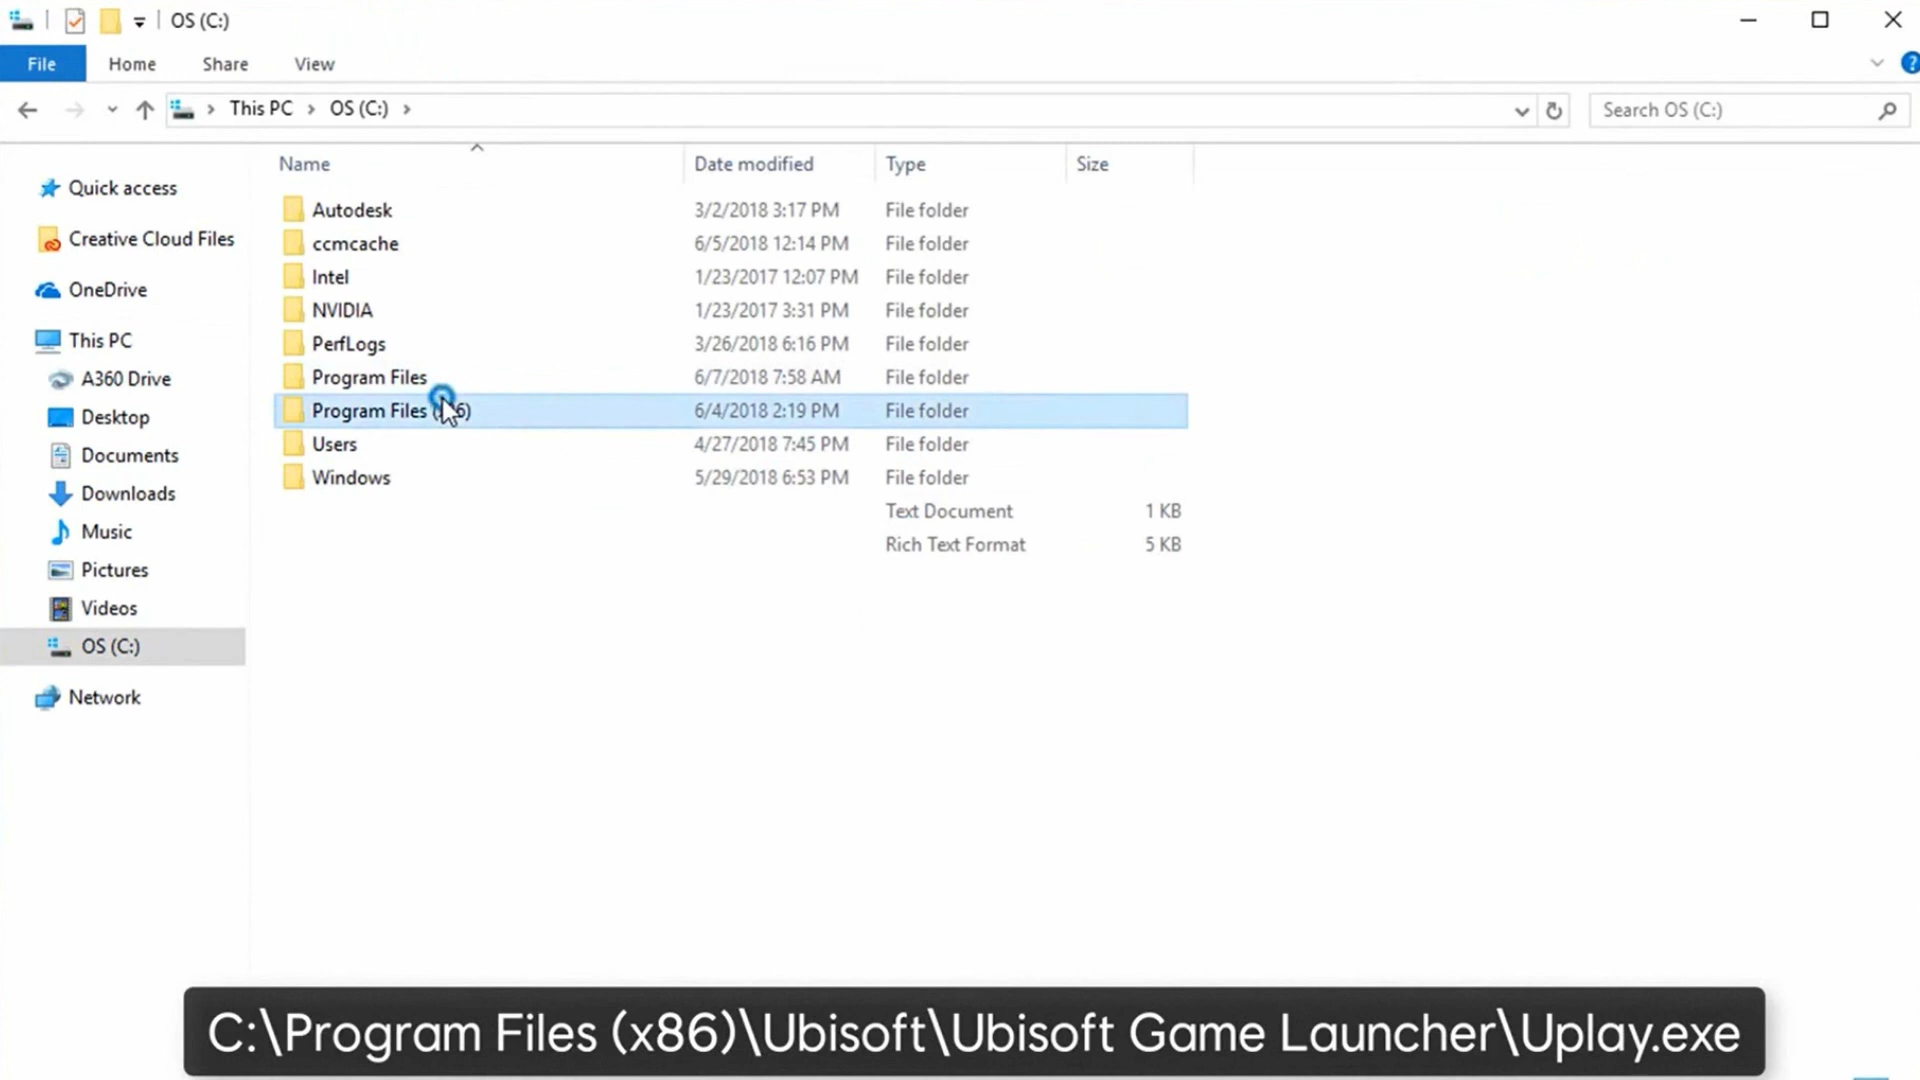 OS (C:)
File Home Share View
This PC OS (C:) Search OS (C:)
Name Date modified Type Size
Quick access
Creative Cloud Files
OneDrive
This PC
A360 Drive
Desktop
Documents
Downloads
Music
Pictures
Videos
OS (C:)
Network
Autodesk 3/2/2018 3:17 PM File folder
ccmcache 6/5/2018 12:14 PM File folder
Intel 1/23/2017 12:07 PM File folder
NVIDIA 1/23/2017 3:31 PM File folder
PerfLogs 3/26/2018 6:16 PM File folder
Program Files 6/7/2018 7:58 AM File folder
Program Files 6/4/2018 2:19 PM File folder
Users 4/27/2018 7:45 PM File folder
Windows 5/29/2018 6:53 PM File folder
Text Document 1 KB
Rich Text Format 5 KB
C:\Program Files (x86)\Ubisoft\Ubisoft Game Launcher\Uplay.exe